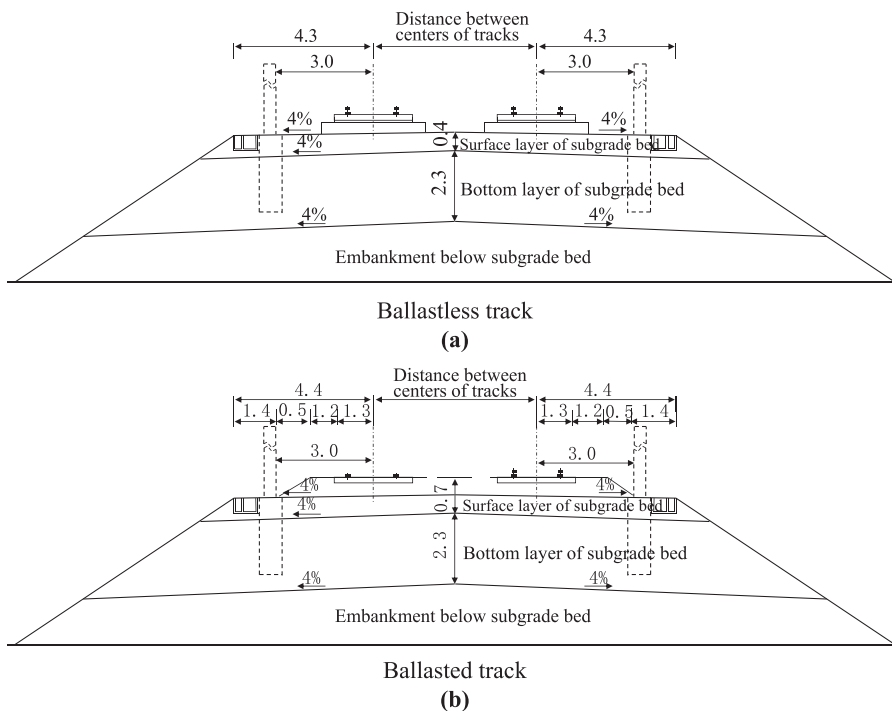 Distance between
centers of tracks
4.3
4.3
3.0
3.0
4%
4%
0.4
4%
Surface layer of subgrade bed
2.3
Bottom layer of subgrade bed
4%
4%
Embankment below subgrade bed
Ballastless track
(a)
Distance between
centers of tracks
4.4
4.4
1.4
0.5
1.2
1.3
1.3
1.2
0.5
1.4
3.0
3.0
4%
4%
0.7
4%
Surface layer of subgrade bed
2.3
Bottom layer of subgrade bed
4%
4%
Embankment below subgrade bed
Ballasted track
(b)